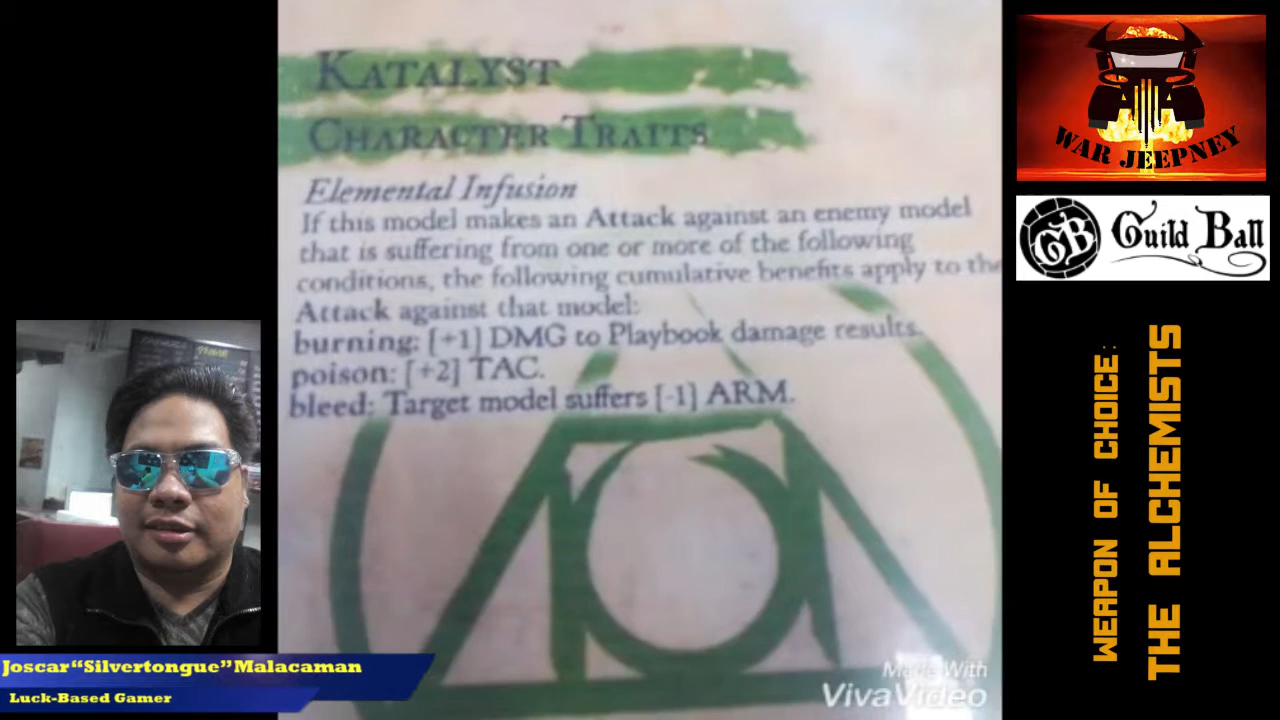 KATALYST
CHARACTER TRAITS
Elemental Infusion
If this model makes an Attack against an enemy model
that is suffering from one or more of the following
conditions, the following cumulative benefits apply to the
Attack against that model:
burning: [+1] DMG to Playbook damage results.
poison: [+2] TAC.
bleed: Target model suffers [-1] ARM.
Made With
VivaVideo
WAR JEEPNEY
GB Guild Ball
WEAPON OF CHOICE:
THE ALCHEMISTS
Joscar“Silvertongue”Malacaman
Luck-Based Gamer